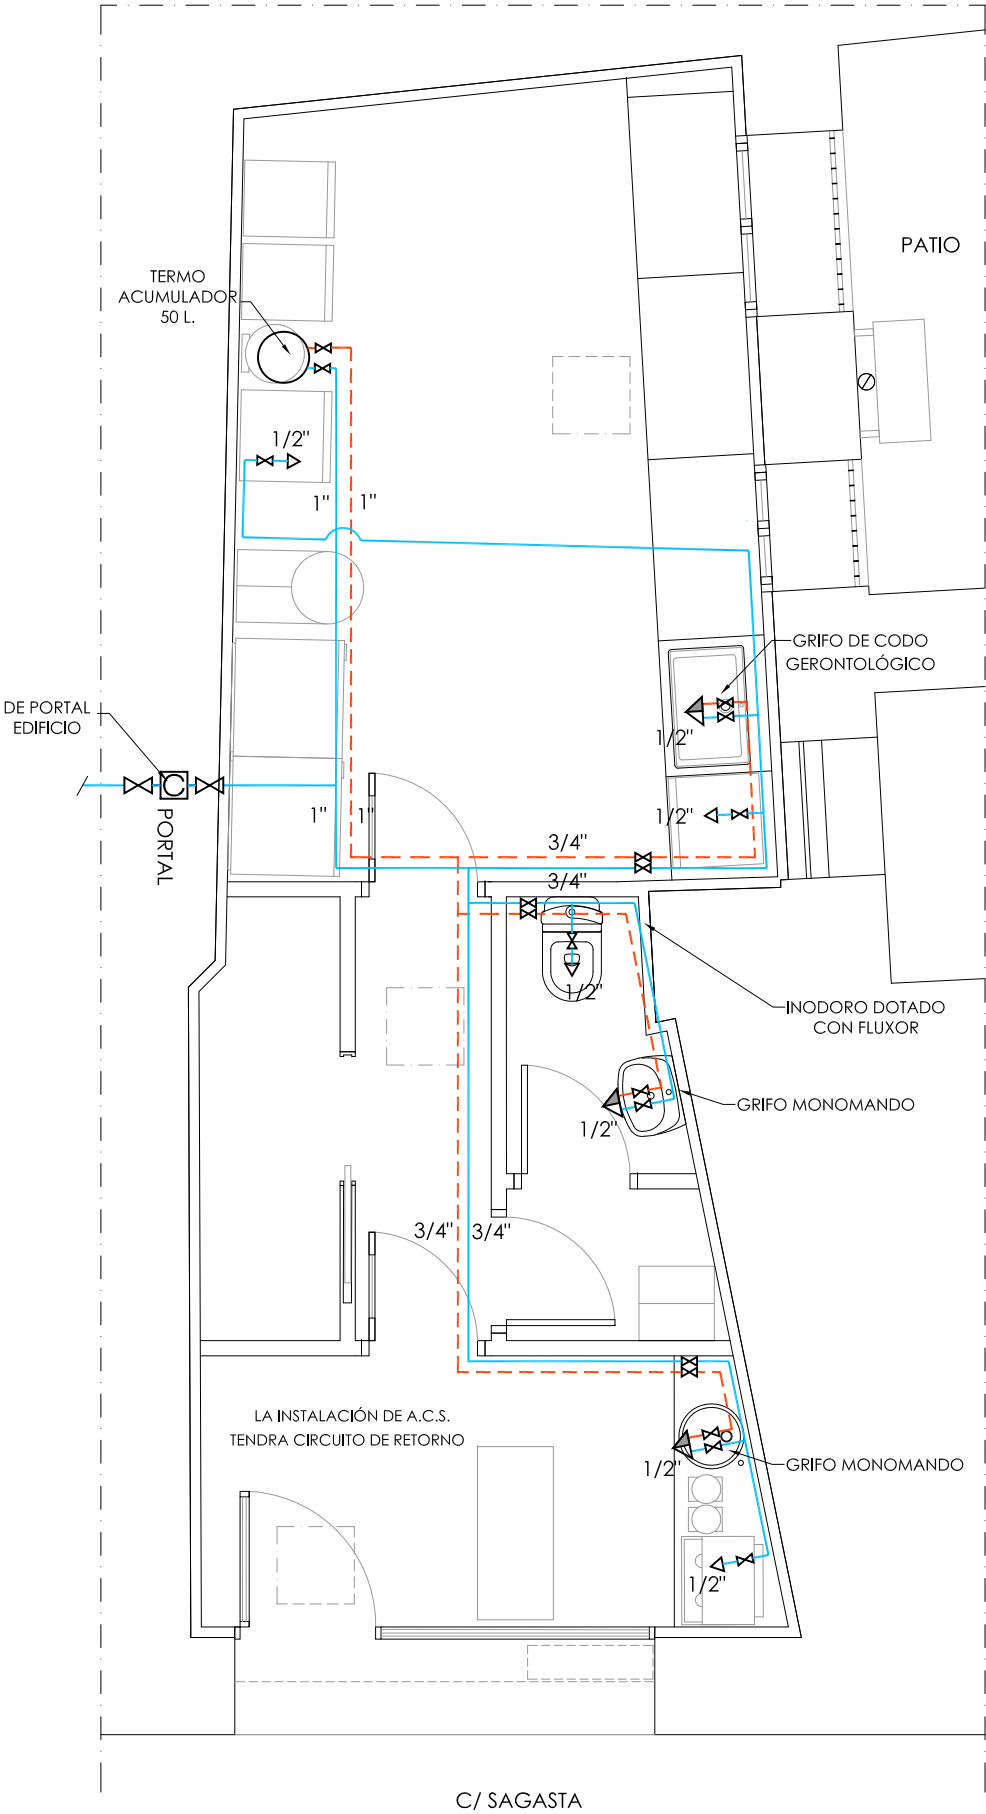 PATIO
TERMO
ACUMULADOR
50 L.
1/2"
1"
1"
GRIFO DE CODO
GERONTOLÓGICO
DE PORTAL
EDIFICIO
1/2"
C
PORTAL
1"
1"
1/2"
3/4"
3/4"
1/2"
INODORO DOTADO
CON FLUXOR
GRIFO MONOMANDO
1/2"
3/4"
3/4"
LA INSTALACIÓN DE A.C.S.
TENDRA CIRCUITO DE RETORNO
1/2"
GRIFO MONOMANDO
1/2"
C/ SAGASTA